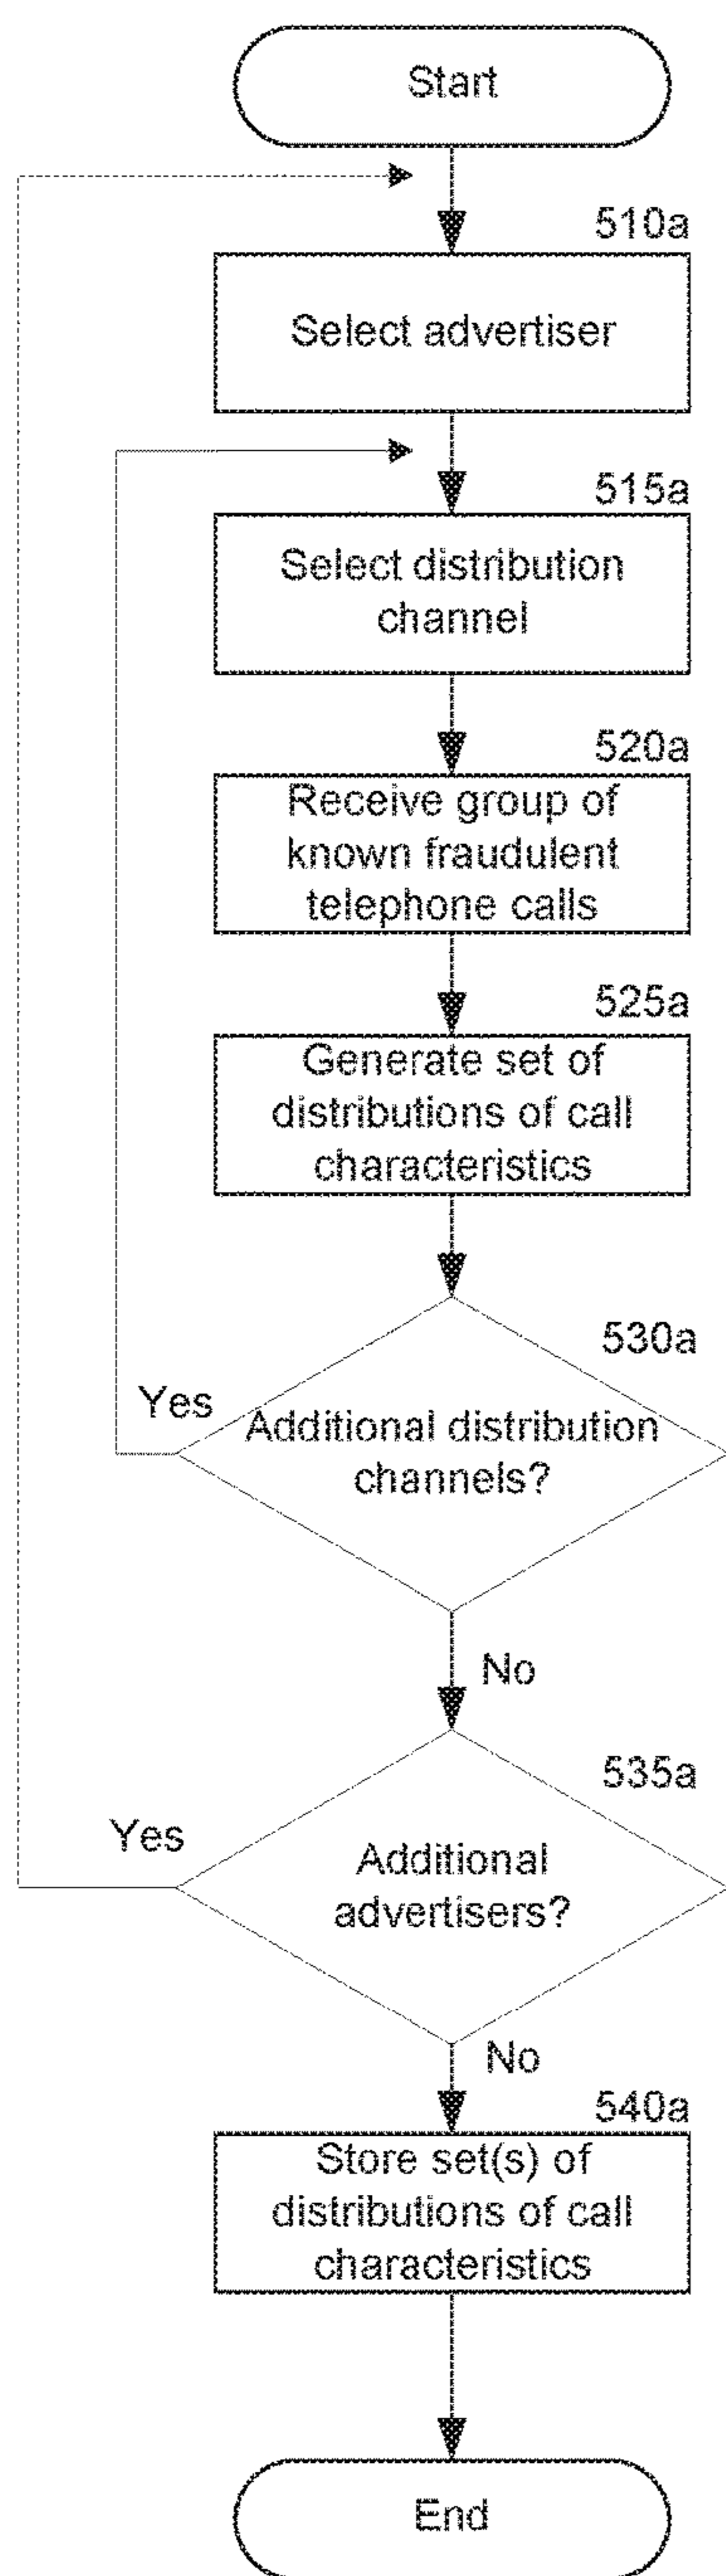 Start
510a
Select advertiser
515a
Select distribution
channel
520a
Receive group of
known fraudulent
telephone calls
525a
Generate set of
distributions of call
characteristics
530a
Yes
Additional distribution
channels?
No
535a
Yes
Additional
advertisers?
No
540a
Store set(s) of
distributions of call
characteristics
End